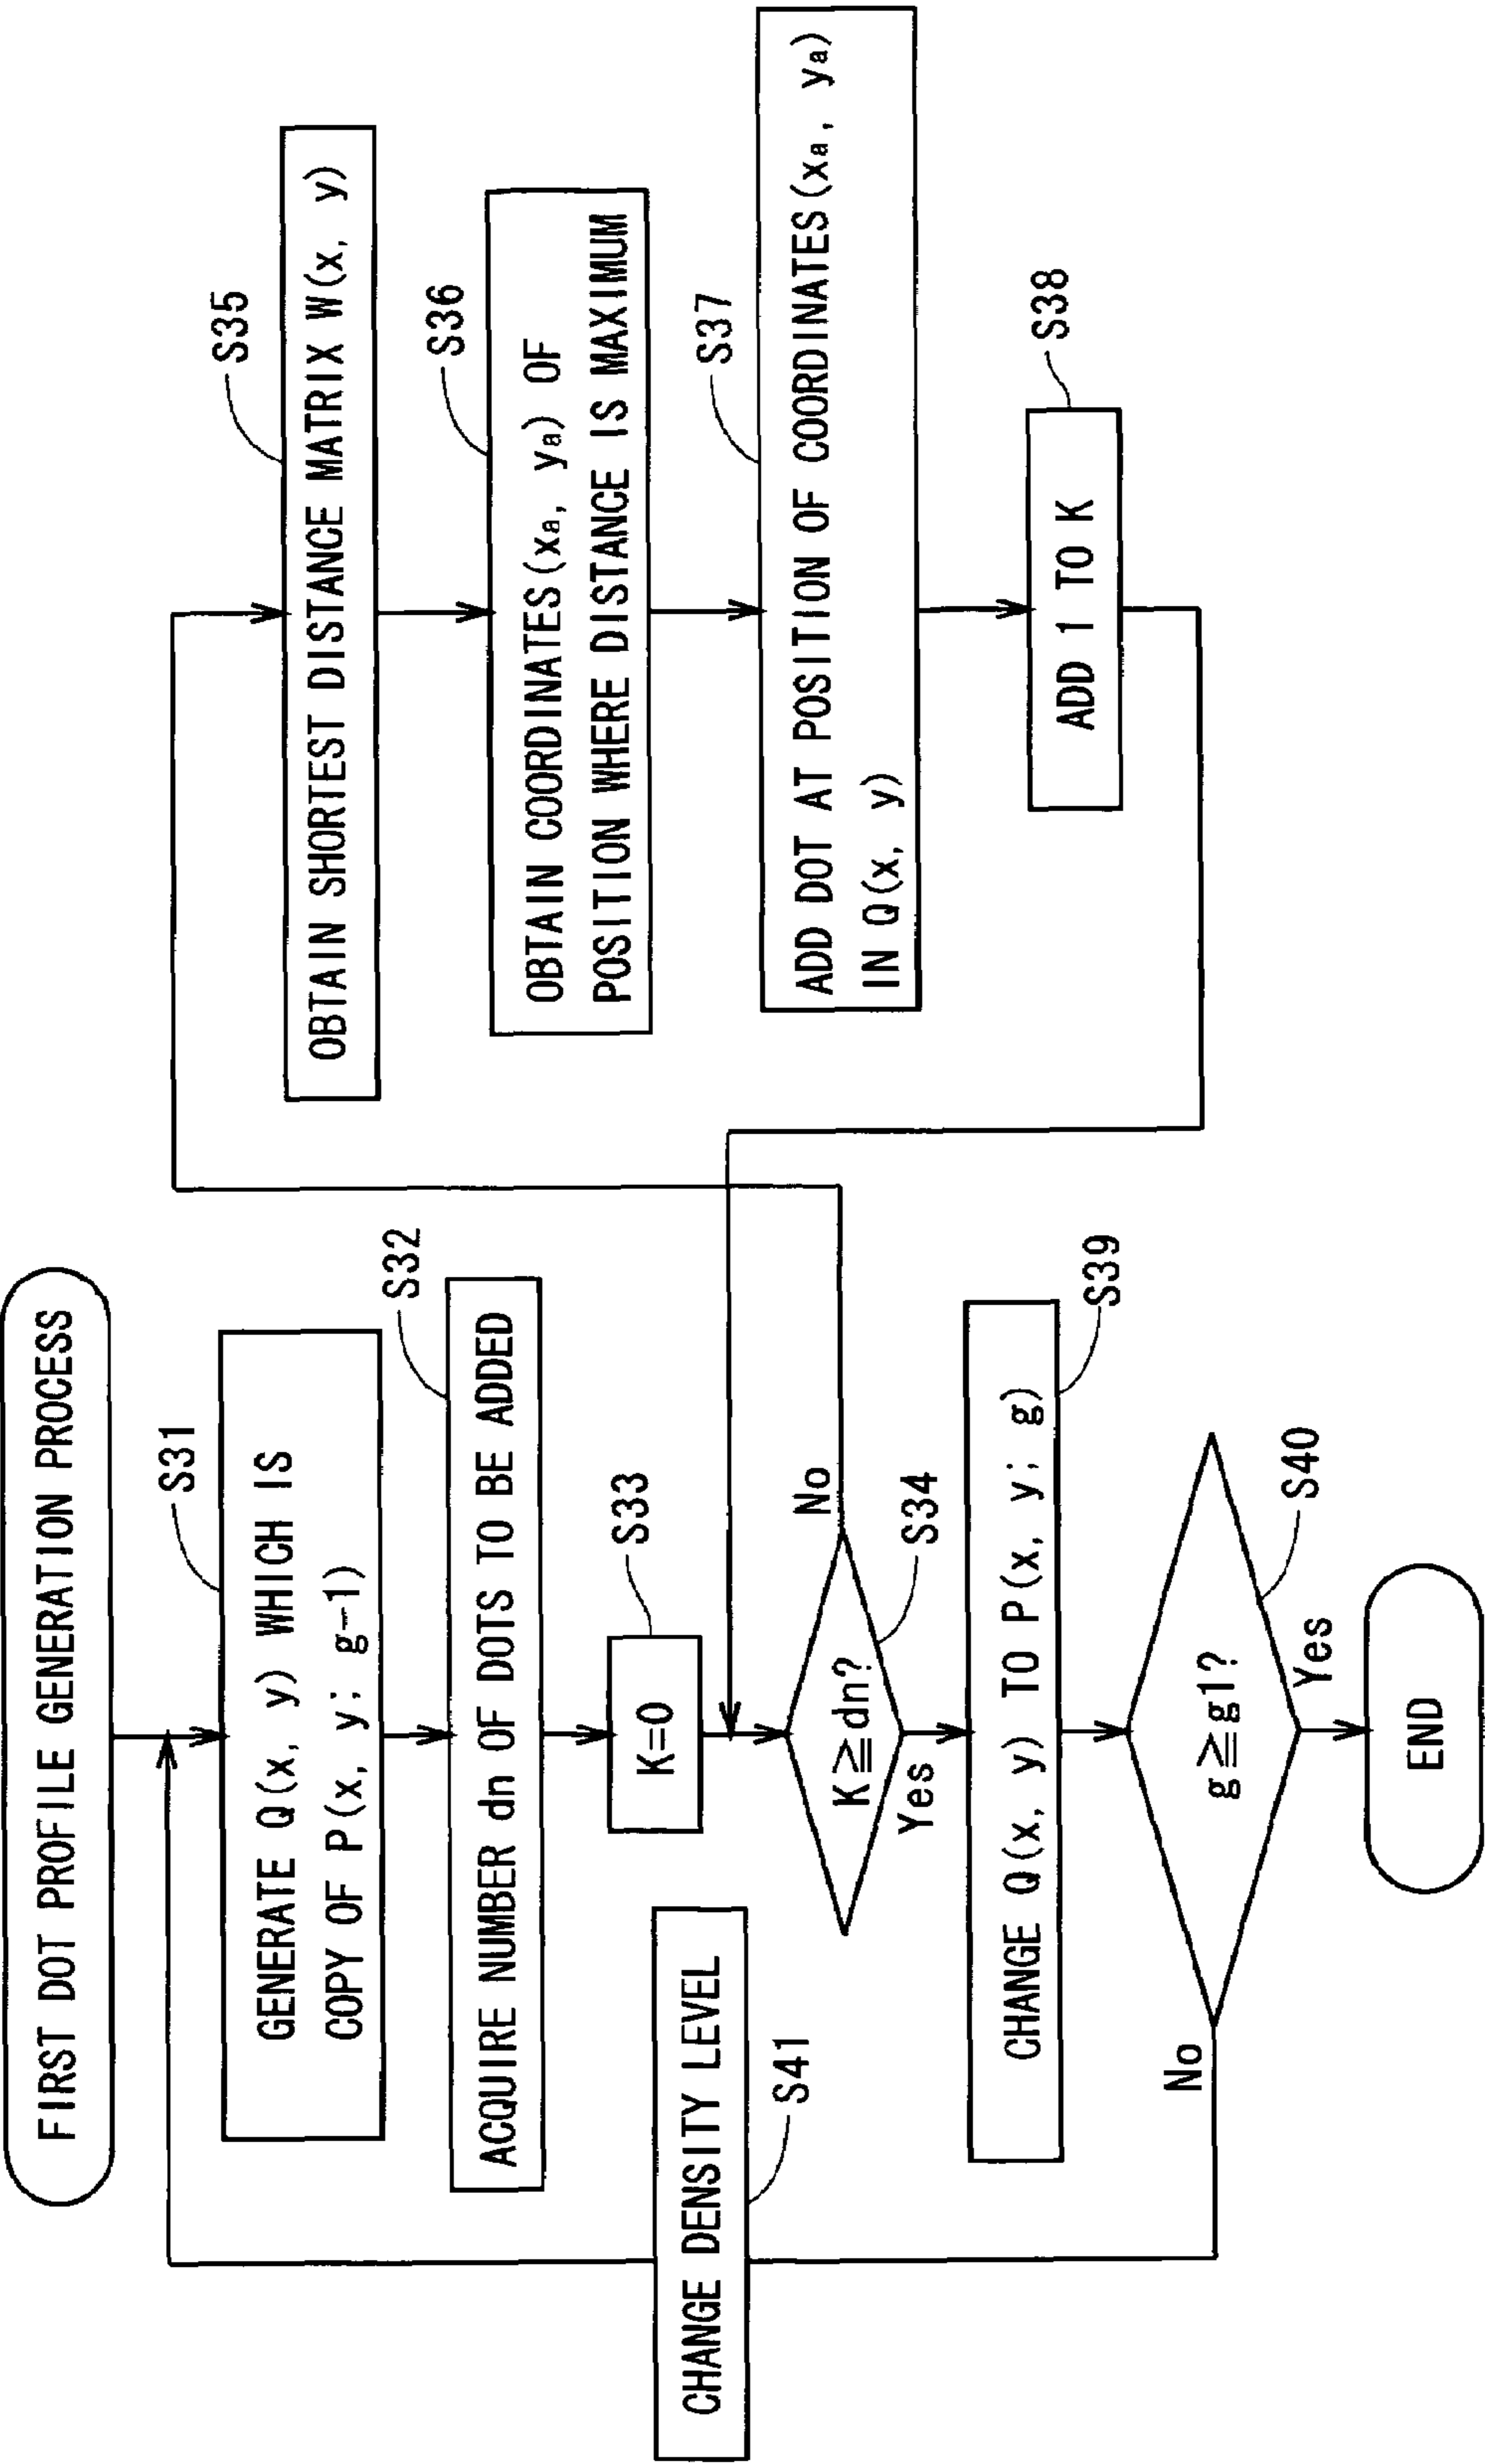 FIRST DOT PROFILE GENERATION PROCESS
S31
GENERATE Q(x, y) WHICH IS
COPY OF P(x, y; g-1)
S32
ACQUIRE NUMBER dn OF DOTS TO BE ADDED
S33
K=0
S34
K≧dn?
No
Yes
S35
OBTAIN SHORTEST DISTANCE MATRIX W(x, y)
S36
OBTAIN COORDINATES(xa, ya) OF
POSITION WHERE DISTANCE IS MAXIMUM
S37
ADD DOT AT POSITION OF COORDINATES(xa, ya)
IN Q(x, y)
S38
ADD 1 TO K
S39
CHANGE Q(x, y) TO P(x, y; g)
S40
g≧g1?
No
Yes
CHANGE DENSITY LEVEL
S41
END